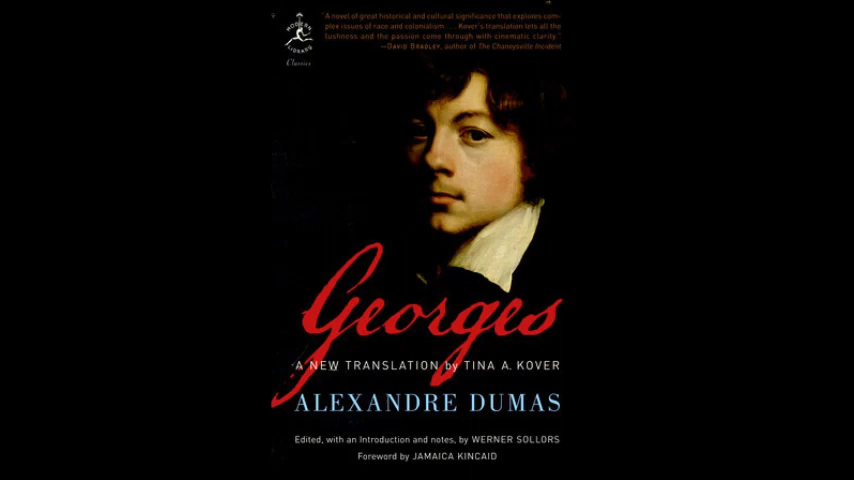 "A novel of great historical and cultural significance that explores com-
plex issues of race and colonialism . . . Kover's translation lets all the
lushness and the passion come through with cinematic clarity."
—DAVID BRADLEY, author of The Chaneysville Incident
MODERN
LIBRARY
Classics
Georges
A NEW TRANSLATION by TINA A. KOVER
ALEXANDRE DUMAS
Edited, with an Introduction and notes, by WERNER SOLLORS
Foreword by JAMAICA KINCAID